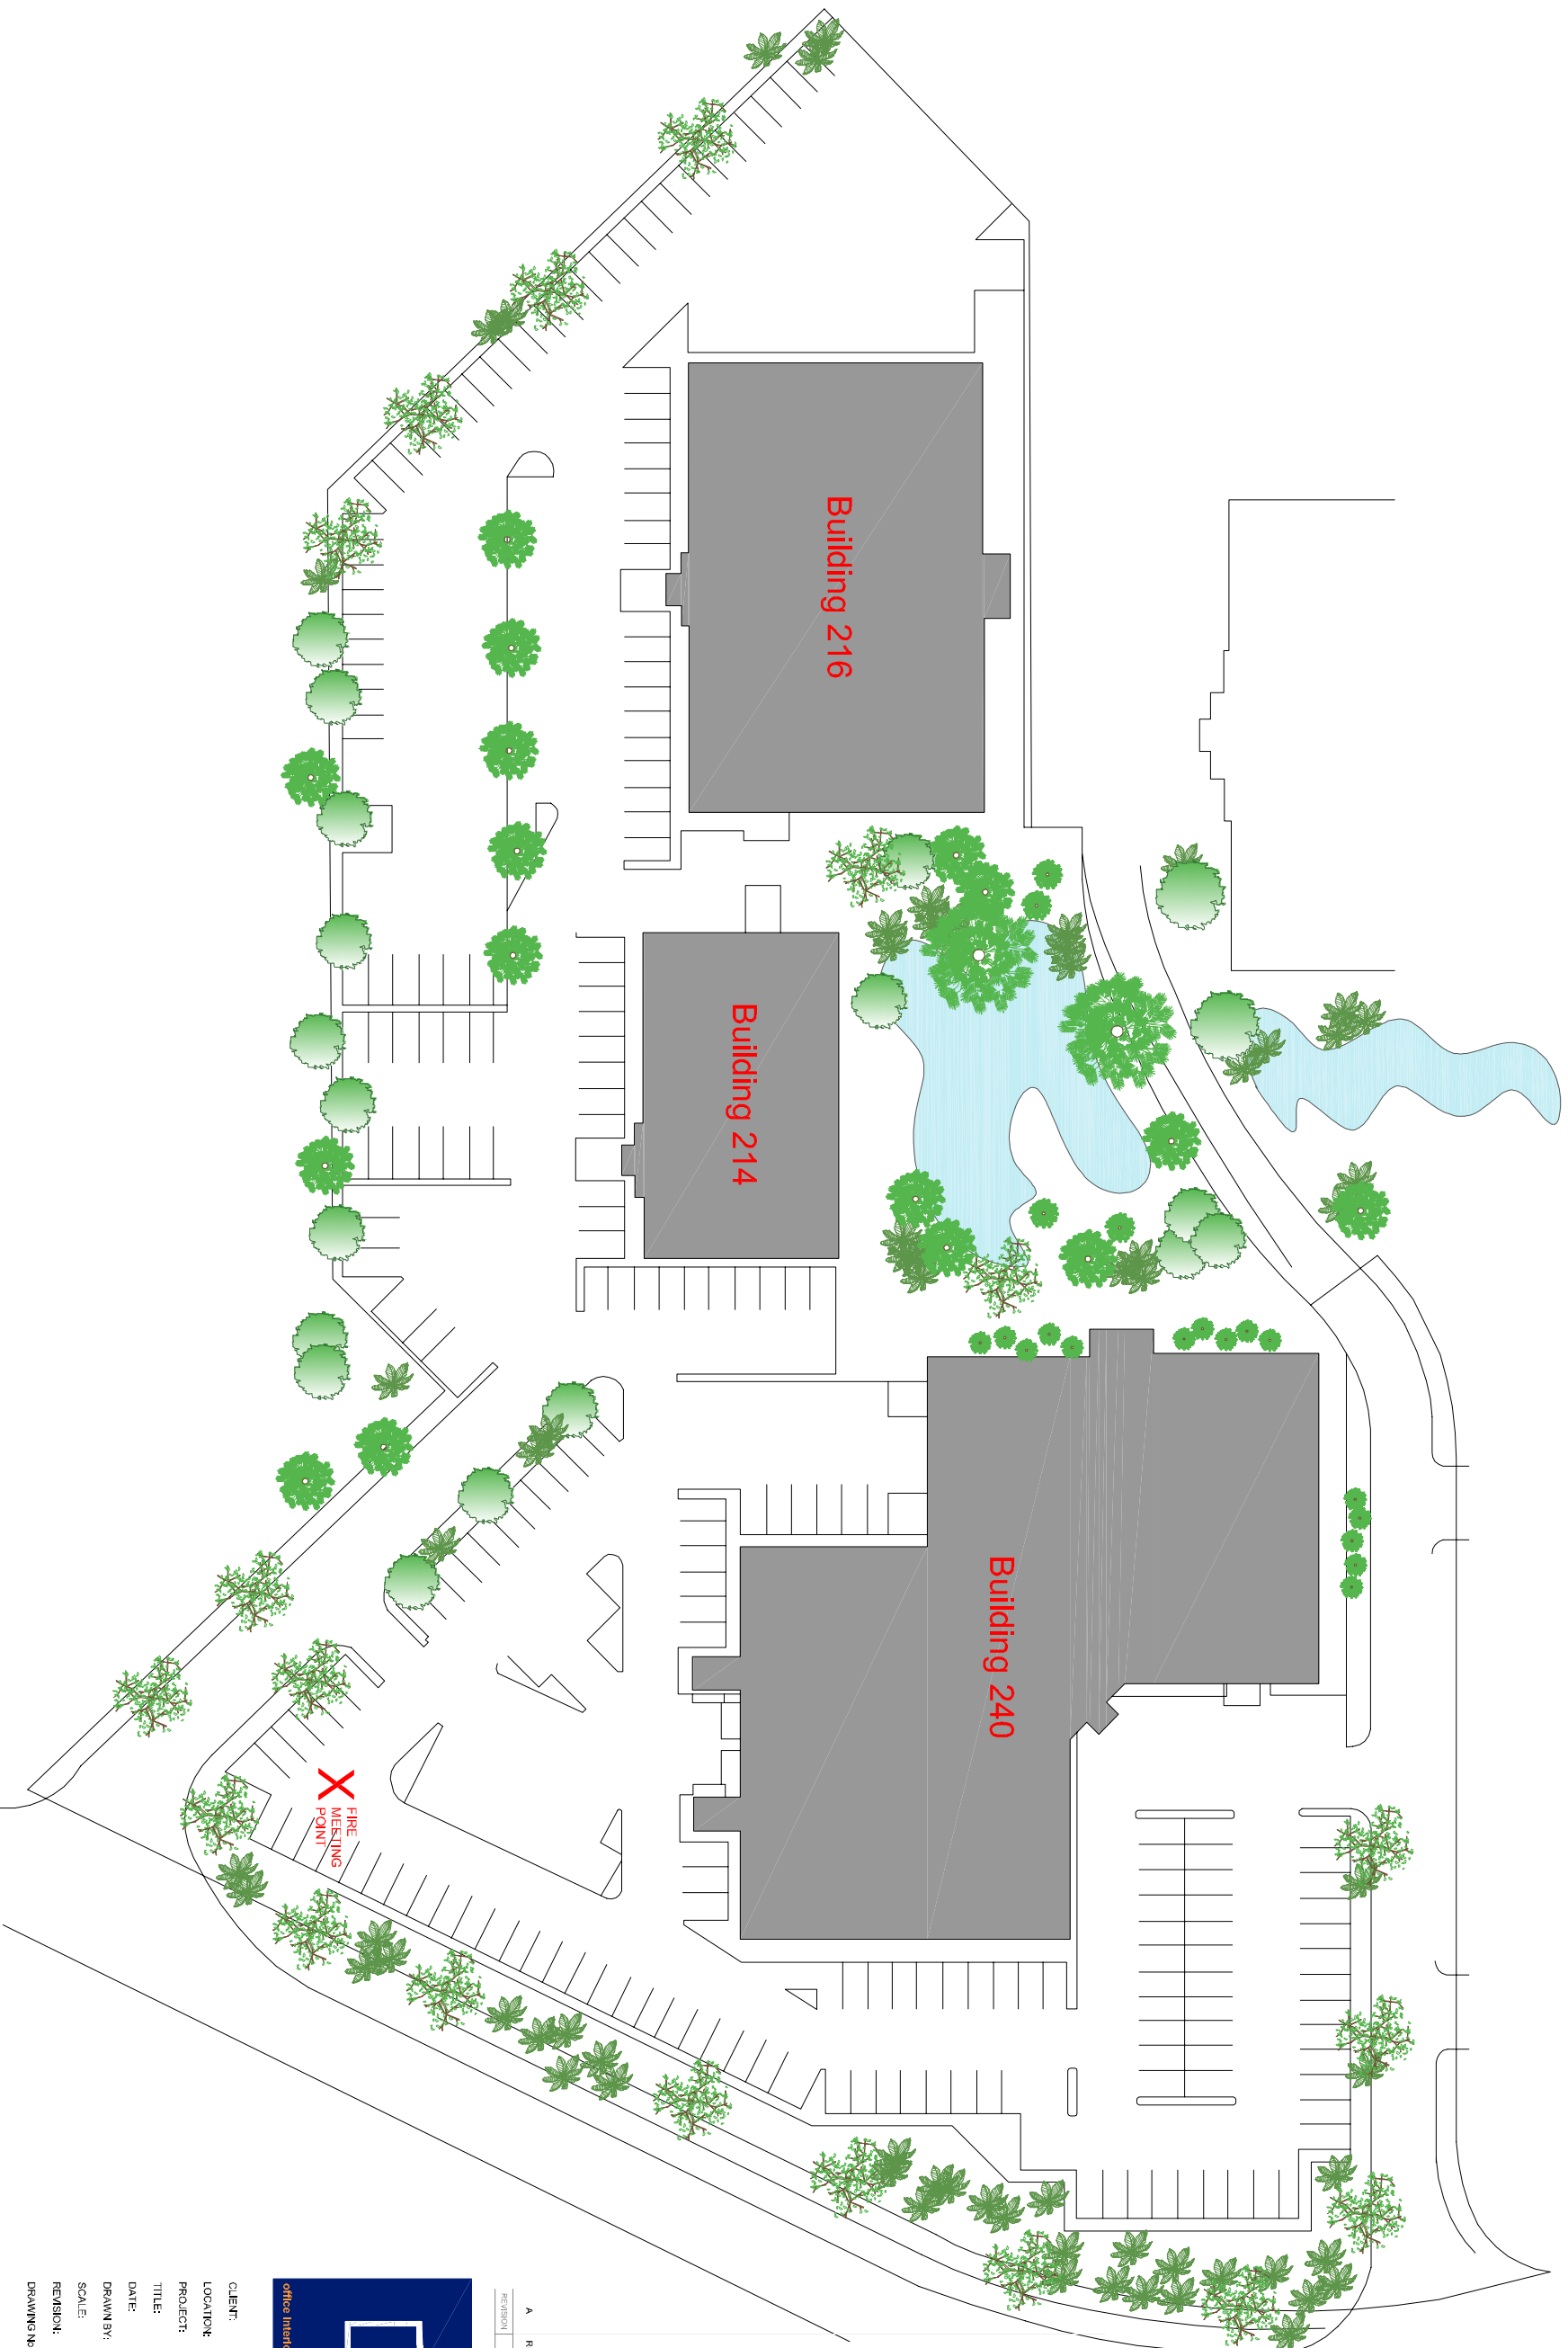 Building 216
Building 214
Building 240
X
FIRE
MEETING
POINT
A
REVISION
CLIENT:
LOCATION:
PROJECT:
TITLE:
DATE:
DRAWN BY:
SCALE:
REVISION:
DRAWING No